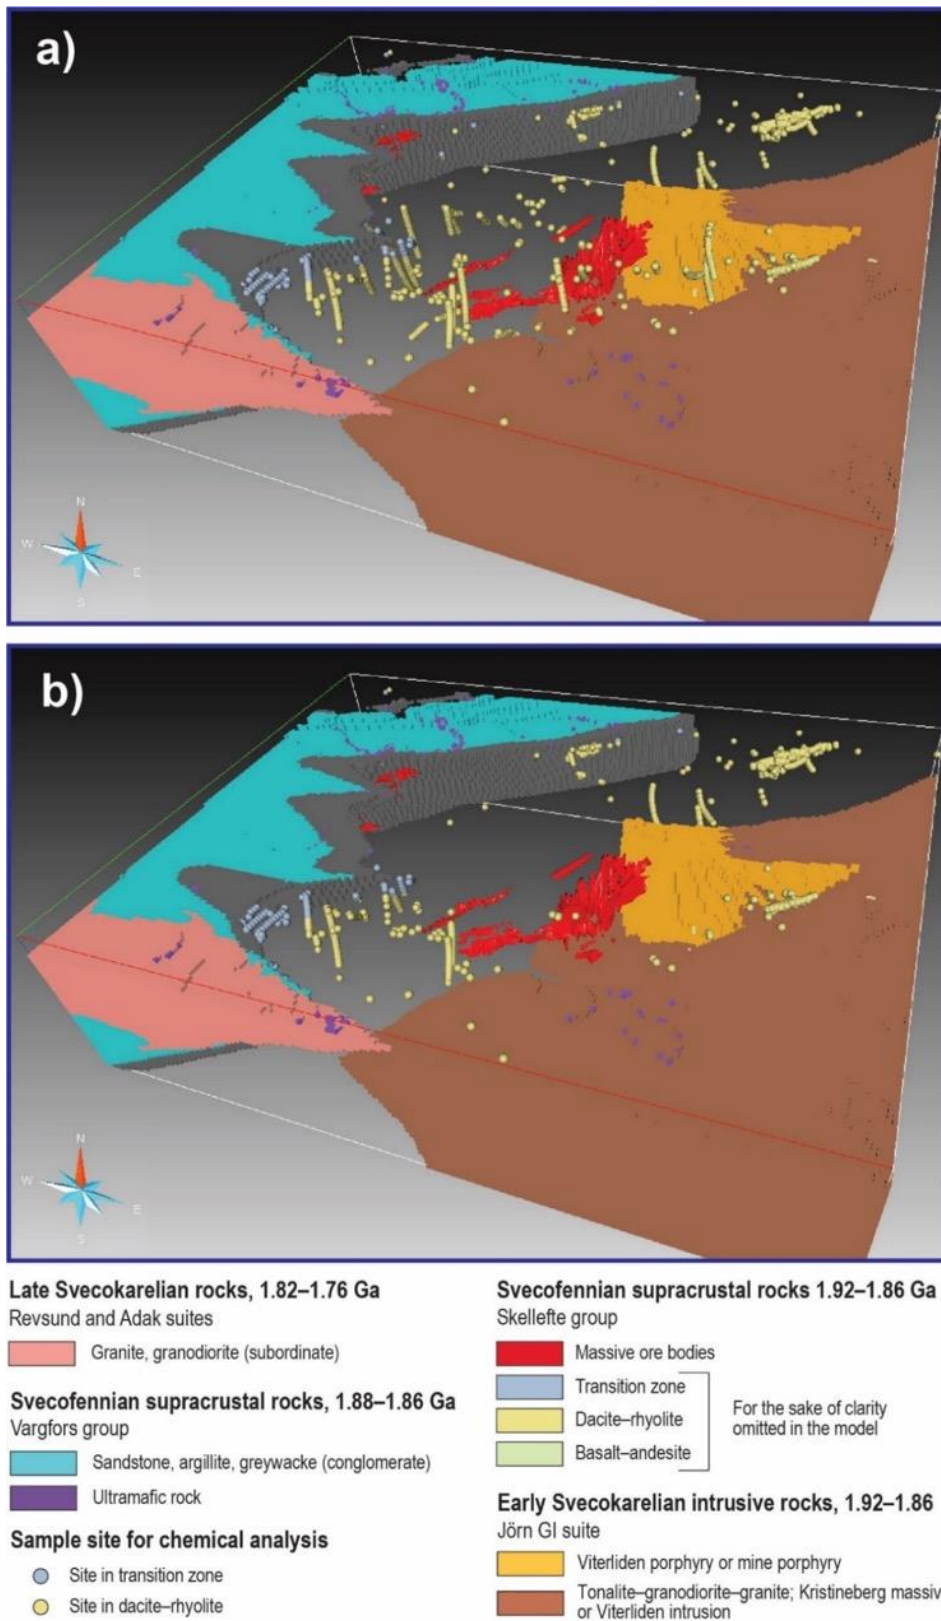 a)
N
W
E
S
b)
N
W
E
S
Late Svecokarelian rocks, 1.82–1.76 Ga
Revsund and Adak suites
Granite, granodiorite (subordinate)
Svecofennian supracrustal rocks, 1.88–1.86 Ga
Vargfors group
Sandstone, argillite, greywacke (conglomerate)
Ultramafic rock
Sample site for chemical analysis
Site in transition zone
Site in dacite–rhyolite
Svecofennian supracrustal rocks 1.92–1.86 Ga
Skellefte group
Massive ore bodies
Transition zone
Dacite–rhyolite
Basalt–andesite
For the sake of clarity
omitted in the model
Early Svecokarelian intrusive rocks, 1.92–1.86
Jörn GI suite
Viterliden porphyry or mine porphyry
Tonalite–granodiorite–granite; Kristineberg massiv
or Viterliden intrusion